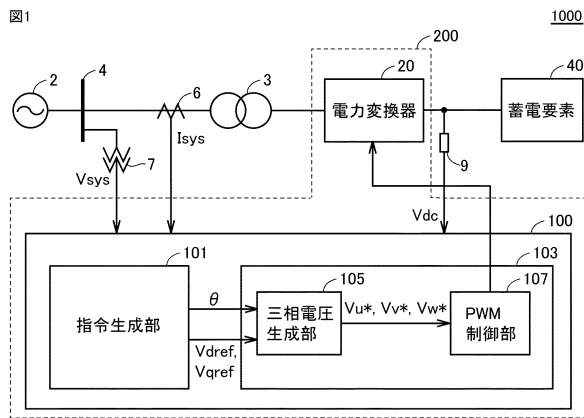 図1
1000
200
2
4
6
3
20
40
電力変換器
蓄電要素
Isys
7
9
Vsys
Vdc
100
101
103
105
107
指令生成部
θ
三相電圧
生成部
Vu*, Vv*, Vw*
PWM
制御部
Vdref,
Vqref